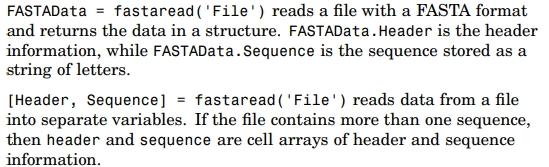 FASTAData = fastaread('File') reads a file with a FASTA format
and returns the data in a structure. FASTAData.Header is the header
information, while FASTAData.Sequence is the sequence stored as a
string of letters.
[Header, Sequence] = fastaread('File') reads data from a file
into separate variables. If the file contains more than one sequence,
then header and sequence are cell arrays of header and sequence
information.